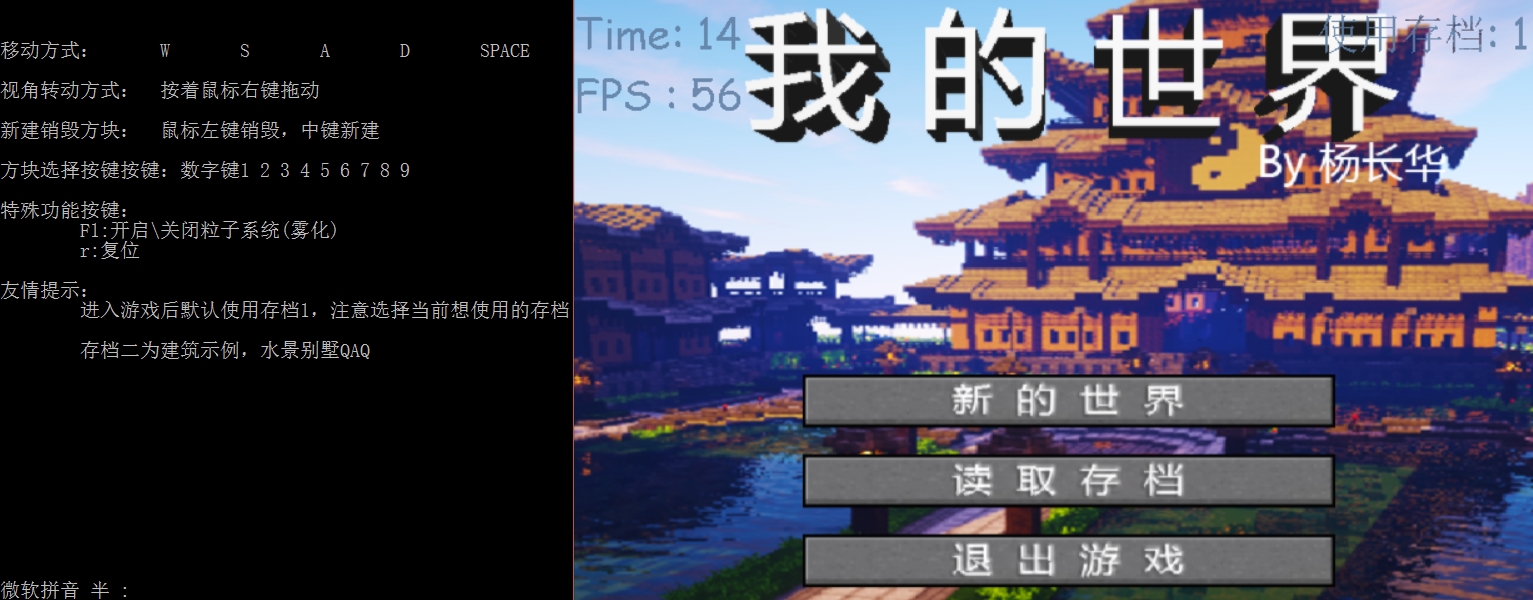 移动方式: W S A D SPACE
视角转动方式: 按着鼠标右键拖动
新建销毁方块: 鼠标左键销毁，中键新建
方块选择按键按键: 数字键1 2 3 4 5 6 7 8 9
特殊功能按键:
F1:开启\关闭粒子系统(雾化)
r:复位
友情提示:
进入游戏后默认使用存档1，注意选择当前想使用的存档
存档二为建筑示例，水景别墅QAQ
微软拼音 半 :
Time: 14
使用存档: 1
FPS : 56
我的世界
By 杨长华
新的世界
读取存档
退出游戏